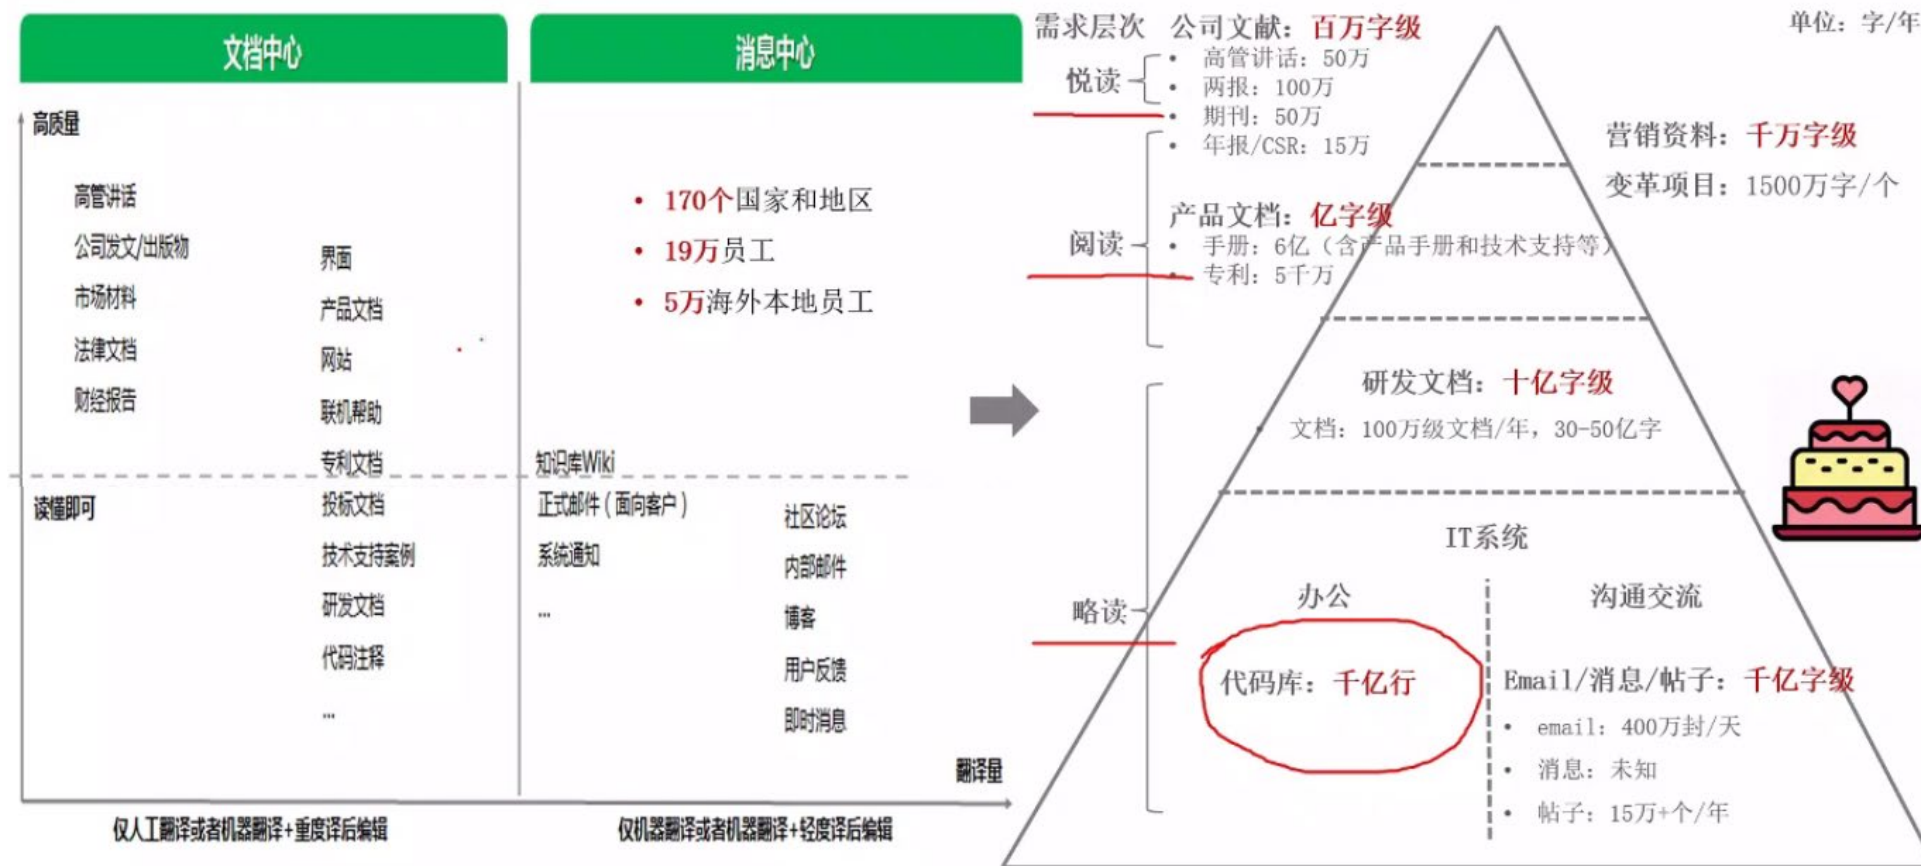 文档中心
消息中心
高质量
高管讲话
公司发文/出版物
市场材料
法律文档
财经报告
界面
产品文档
网站
联机帮助
专利文档
• 170个国家和地区
• 19万员工
• 5万海外本地员工
知识库Wiki
读懂即可
投标文档
技术支持案例
研发文档
代码注释
...
正式邮件（面向客户）
系统通知
...
社区论坛
内部邮件
博客
用户反馈
即时消息
翻译量
仅人工翻译或者机器翻译+重度译后编辑
仅机器翻译或者机器翻译+轻度译后编辑
需求层次
悦读
阅读
略读
单位：字/年
公司文献：百万字级
• 高管讲话：50万
• 两报：100万
• 期刊：50万
• 年报/CSR：15万
营销资料：千万字级
变革项目：1500万字/个
产品文档：亿字级
• 手册：6亿（含产品手册和技术支持等）
• 专利：5千万
研发文档：十亿字级
• 文档：100万级文档/年，30-50亿字
IT系统
办公
代码库：千亿行
沟通交流
Email/消息/帖子：千亿字级
• email：400万封/天
• 消息：未知
• 帖子：15万+个/年